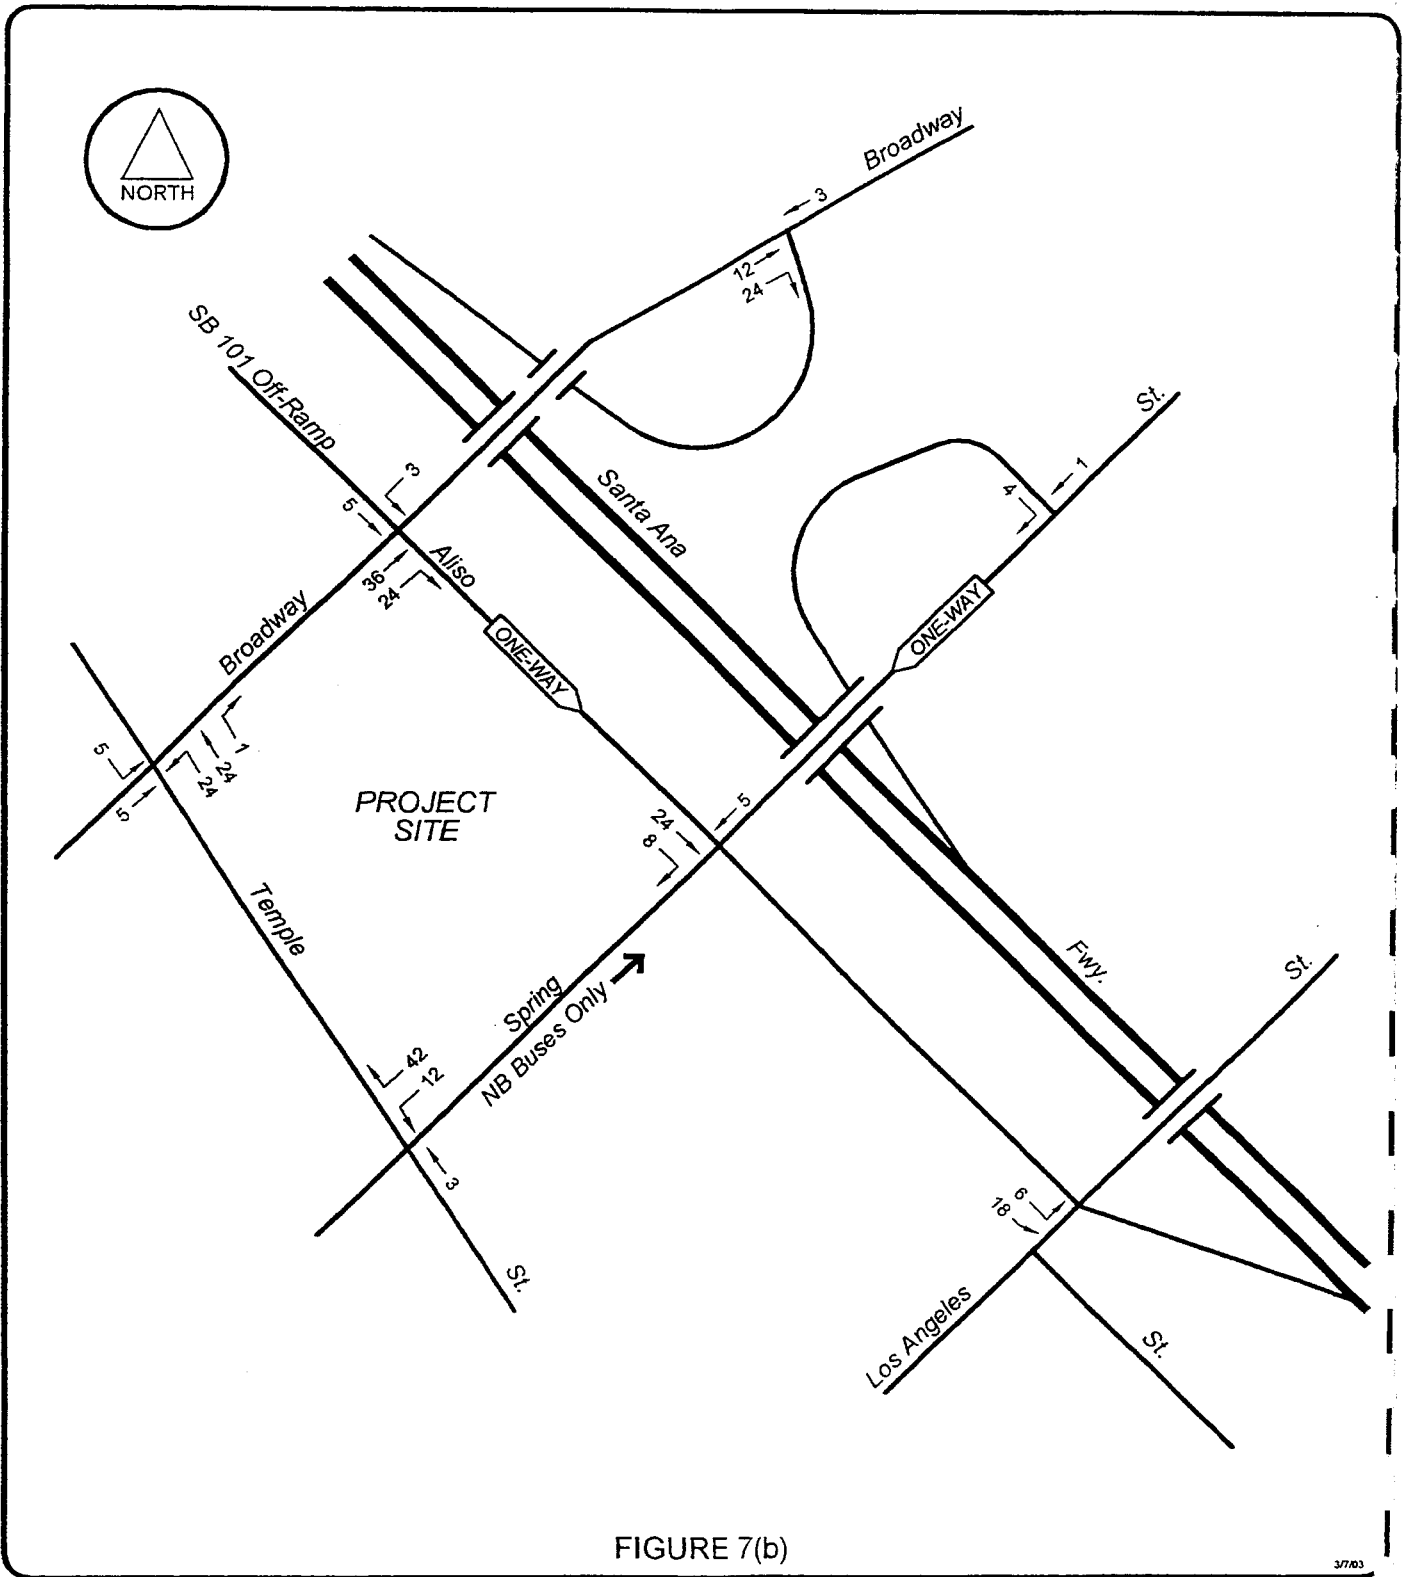 NORTH
Broadway
3
12
24
SB 101 Off-Ramp
St.
1
4
3
5
Santa Ana
36
24
Aliso
ONE-WAY
ONE-WAY
Broadway
5
5
1
24
24
PROJECT
SITE
5
24
8
Temple
Spring
NB Buses Only
Fwy.
St.
42
12
3
6
18
St.
Los Angeles
St.
FIGURE 7(b)
3/7/03